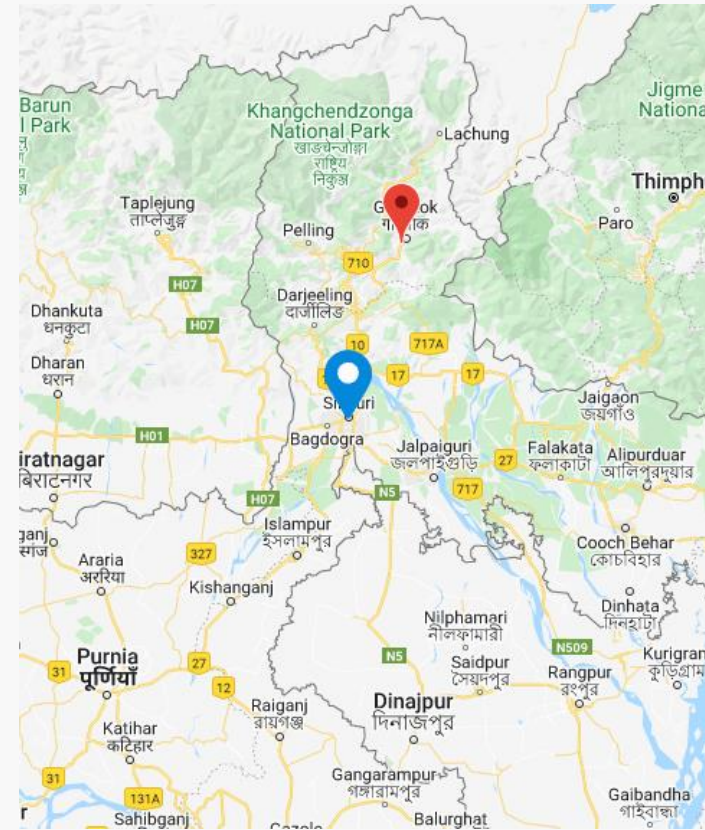 Barun
l Park
Khangchendzonga
National Park
खाङचेन्जोङ्गा
राष्ट्रिय
निकुञ्ज
Lachung
Jigme
Nationa
Taplejung
ताप्लेजुङ्ग
Thimph
Paro
Pelling
710
H07
Darjeeling
दार्जीलिङ
H07
Dhankuta
धनकुटा
10
717A
Dharan
धरान
17
17
Jaigaon
জয়গাঁও
H01
Bagdogra
Jalpaiguri
জলপাইগুড়ি
Falakata
ফলাকাটা
27
Alipurduar
আলিপুরদুয়ার
iratnagar
बिराटनगर
H07
N5
717
Islampur
ইসলামপুর
ganj
Araria
अररिया
327
Cooch Behar
কোচবিহার
Kishanganj
Dinhata
দিনহাটা
Nilphamari
নীলফামারী
N509
Kurigran
কুড়িগ্রাম
Purnia
पूर्णियाँ
31
27
N5
Saidpur
সৈয়দপুর
Rangpur
রংপুর
12
Raiganj
রায়গঞ্জ
Dinajpur
দিনাজপুর
Katihar
कटिहार
31
Gangarampur
গঙ্গারামপুর
131A
Gaibandha
গাইবান্ধা
r
Sahibganj
Balurghat